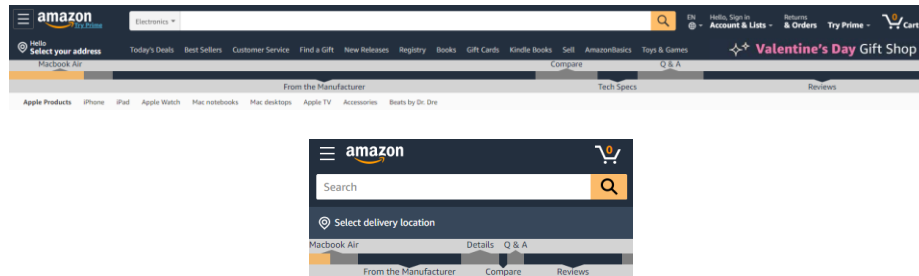 amazon
Try Prime
Electronics
EN
Hello, Sign in
Account & Lists
Returns
& Orders
Try Prime
0
Cart
Hello
Select your address
Today's Deals Best Sellers Customer Service Find a Gift New Releases Registry Books Gift Cards Kindle Books Sell AmazonBasics Toys & Games
Valentine's Day Gift Shop
Macbook Air Compare Q & A
From the Manufacturer Tech Specs Reviews
Apple Products iPhone iPad Apple Watch Mac notebooks Mac desktops Apple TV Accessories Beats by Dr. Dre
amazon
0
Search
Select delivery location
Macbook Air Details Q & A
From the Manufacturer Compare Reviews